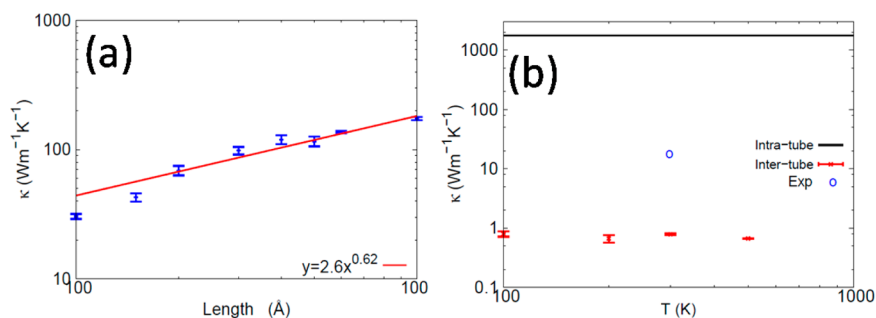 (a)
1000
100
10
κ (Wm⁻¹K⁻¹)
y=2.6x^0.62
100
100
Length (Å)
(b)
1000
100
10
1
0.1
κ (Wm⁻¹K⁻¹)
Intra-tube
Inter-tube
Exp
100
1000
T (K)